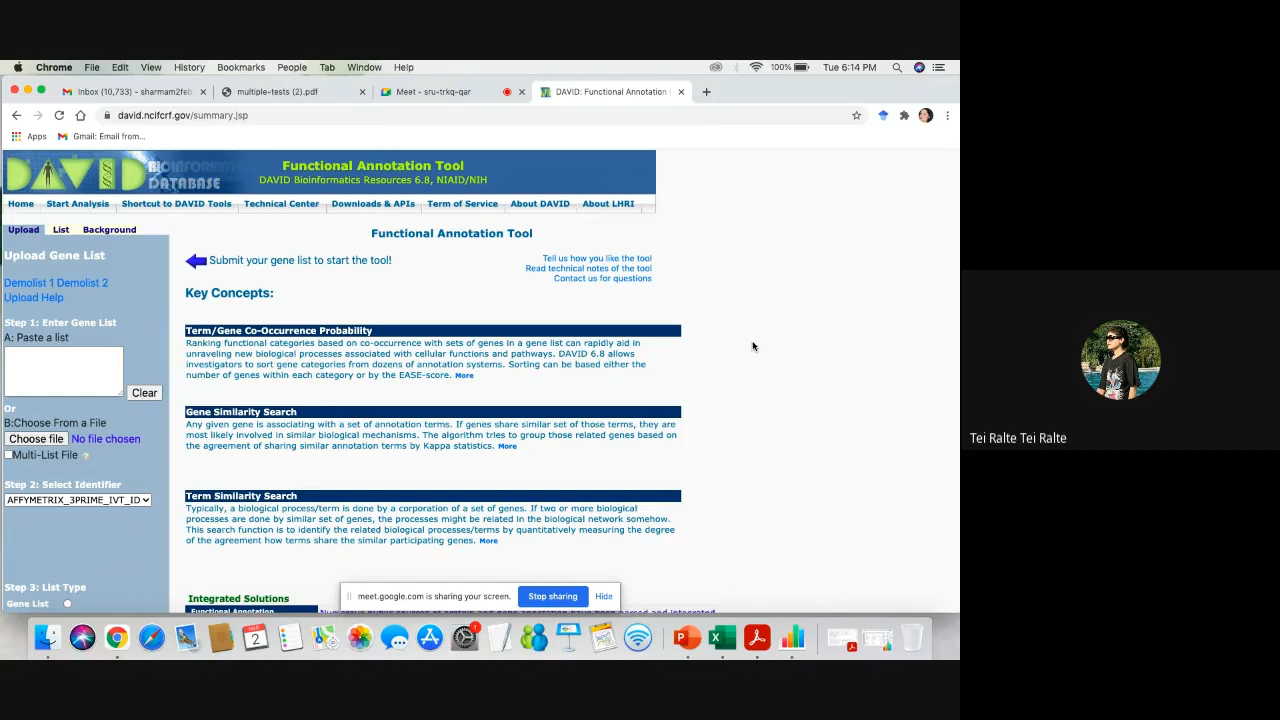 Chrome File Edit View History Bookmarks People Tab Window Help 100% Tue 6:14 PM
Inbox (10,733) - sharmam2feb multiple-tests (2).pdf Meet - sru-trkq-qar DAVID: Functional Annotation
david.ncifcrf.gov/summary.jsp
Apps Gmail: Email from...
DAVID BIOINFORMATICS DATABASE
Functional Annotation Tool
DAVID Bioinformatics Resources 6.8, NIAID/NIH
Home Start Analysis Shortcut to DAVID Tools Technical Center Downloads & APIs Term of Service About DAVID About LHRI
Upload List Background
Functional Annotation Tool
Upload Gene List
Submit your gene list to start the tool!
Tell us how you like the tool
Read technical notes of the tool
Contact us for questions
Demolist 1 Demolist 2
Upload Help
Key Concepts:
Step 1: Enter Gene List
A: Paste a list
Clear
Or
B:Choose From a File
Choose file No file chosen
Multi-List File ?
Step 2: Select Identifier
AFFYMETRIX_3PRIME_IVT_ID
Step 3: List Type
Gene List
Term/Gene Co-Occurrence Probability
Ranking functional categories based on co-occurrence with sets of genes in a gene list can rapidly aid in
unraveling new biological processes associated with cellular functions and pathways. DAVID 6.8 allows
investigators to sort gene categories from dozens of annotation systems. Sorting can be based either the
number of genes within each category or by the EASE-score. More
Gene Similarity Search
Any given gene is associating with a set of annotation terms. If genes share similar set of those terms, they are
most likely involved in similar biological mechanisms. The algorithm tries to group those related genes based on
the agreement of sharing similar annotation terms by Kappa statistics. More
Term Similarity Search
Typically, a biological process/term is done by a corporation of a set of genes. If two or more biological
processes are done by similar set of genes, the processes might be related in the biological network somehow.
This search function is to identify the related biological processes/terms by quantitatively measuring the degree
of the agreement how terms share the similar participating genes. More
Integrated Solutions
Functional Annotation
meet.google.com is sharing your screen. Stop sharing Hide
MAR
2
1
Tei Ralte Tei Ralte